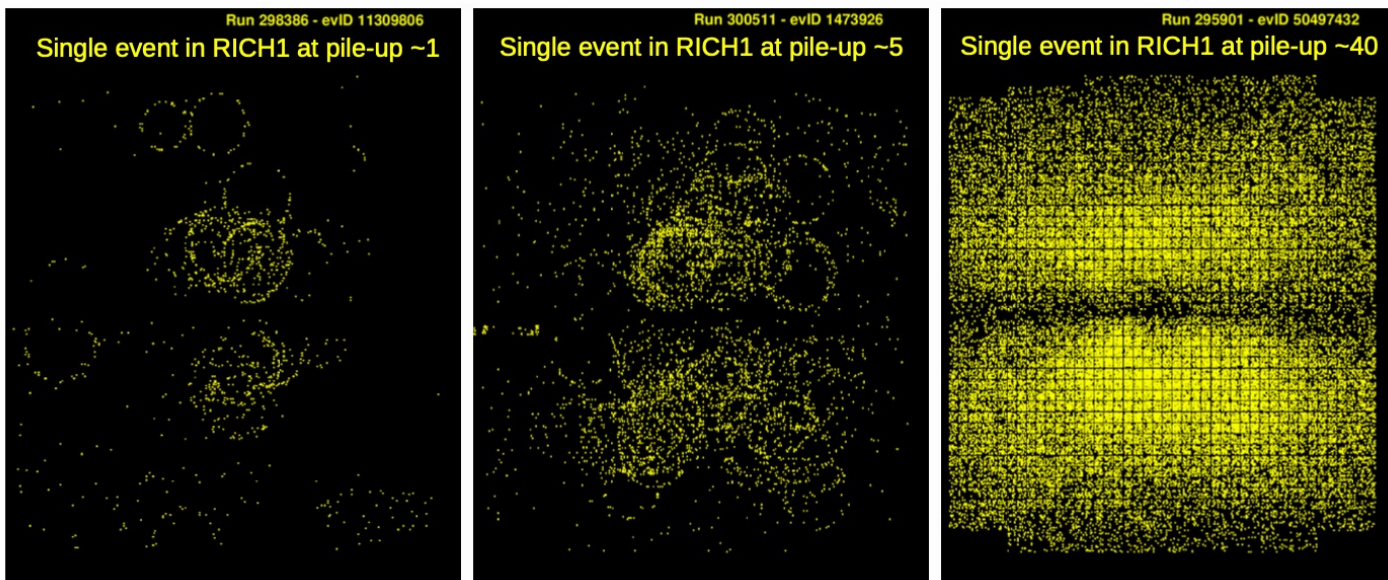 Run 298386 - evID 11309806
Single event in RICH1 at pile-up ~1
Run 300511 - evID 1473926
Single event in RICH1 at pile-up ~5
Run 295901 - evID 50497432
Single event in RICH1 at pile-up ~40